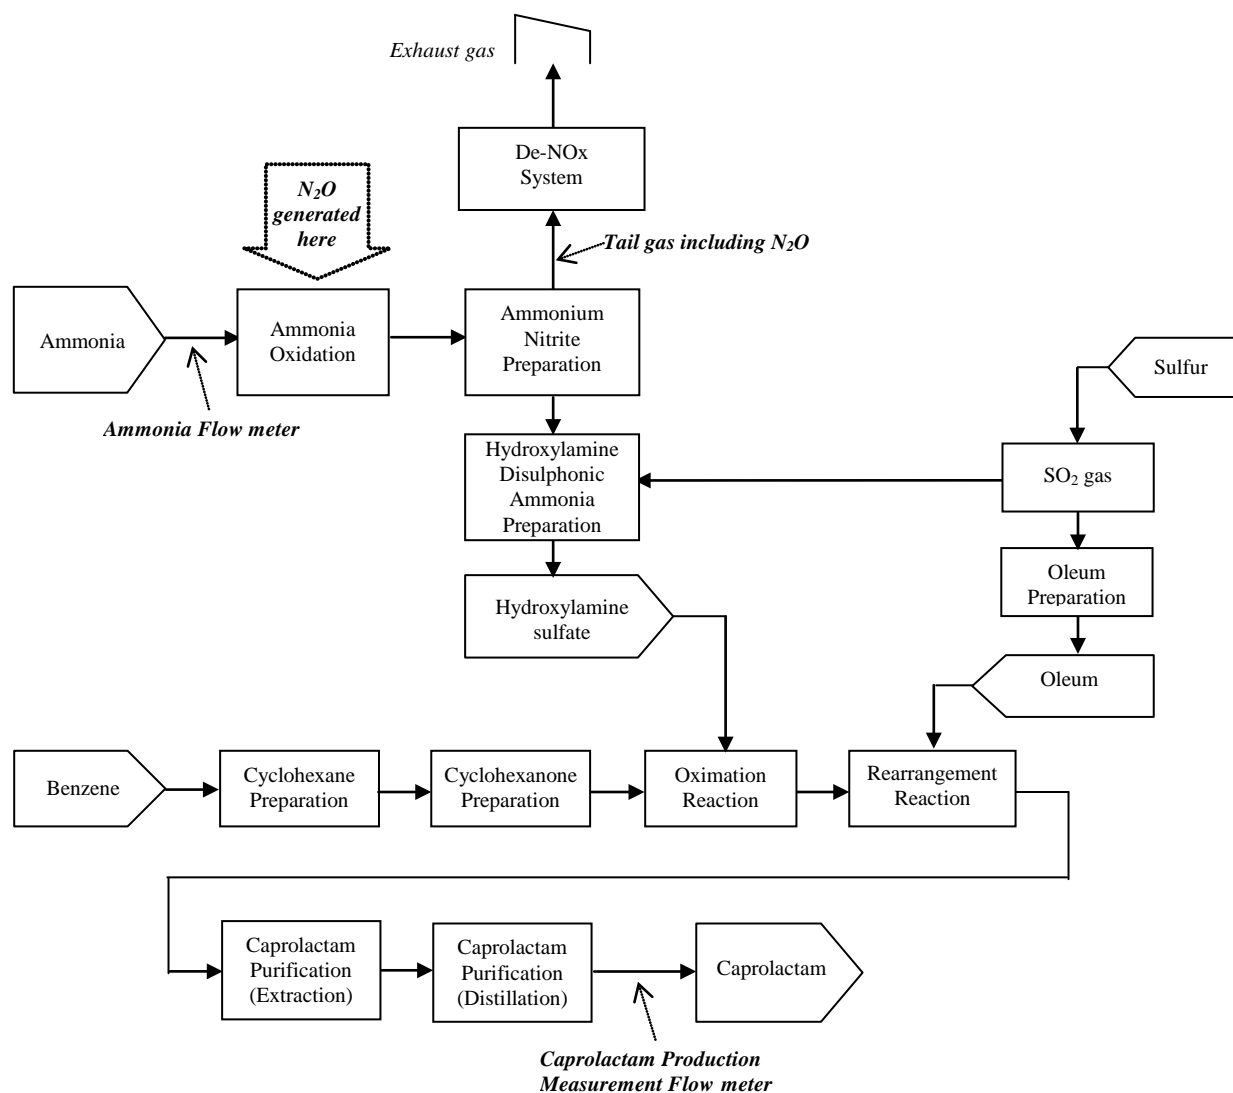 Exhaust gas
De-NOx
System
N₂O
generated
here
Tail gas including N₂O
Ammonia
Ammonia
Oxidation
Ammonium
Nitrite
Preparation
Sulfur
Ammonia Flow meter
Hydroxylamine
Disulphonic
Ammonia
Preparation
SO₂ gas
Oleum
Preparation
Hydroxylamine
sulfate
Oleum
Benzene
Cyclohexane
Preparation
Cyclohexanone
Preparation
Oximation
Reaction
Rearrangement
Reaction
Caprolactam
Purification
(Extraction)
Caprolactam
Purification
(Distillation)
Caprolactam
Caprolactam Production
Measurement Flow meter